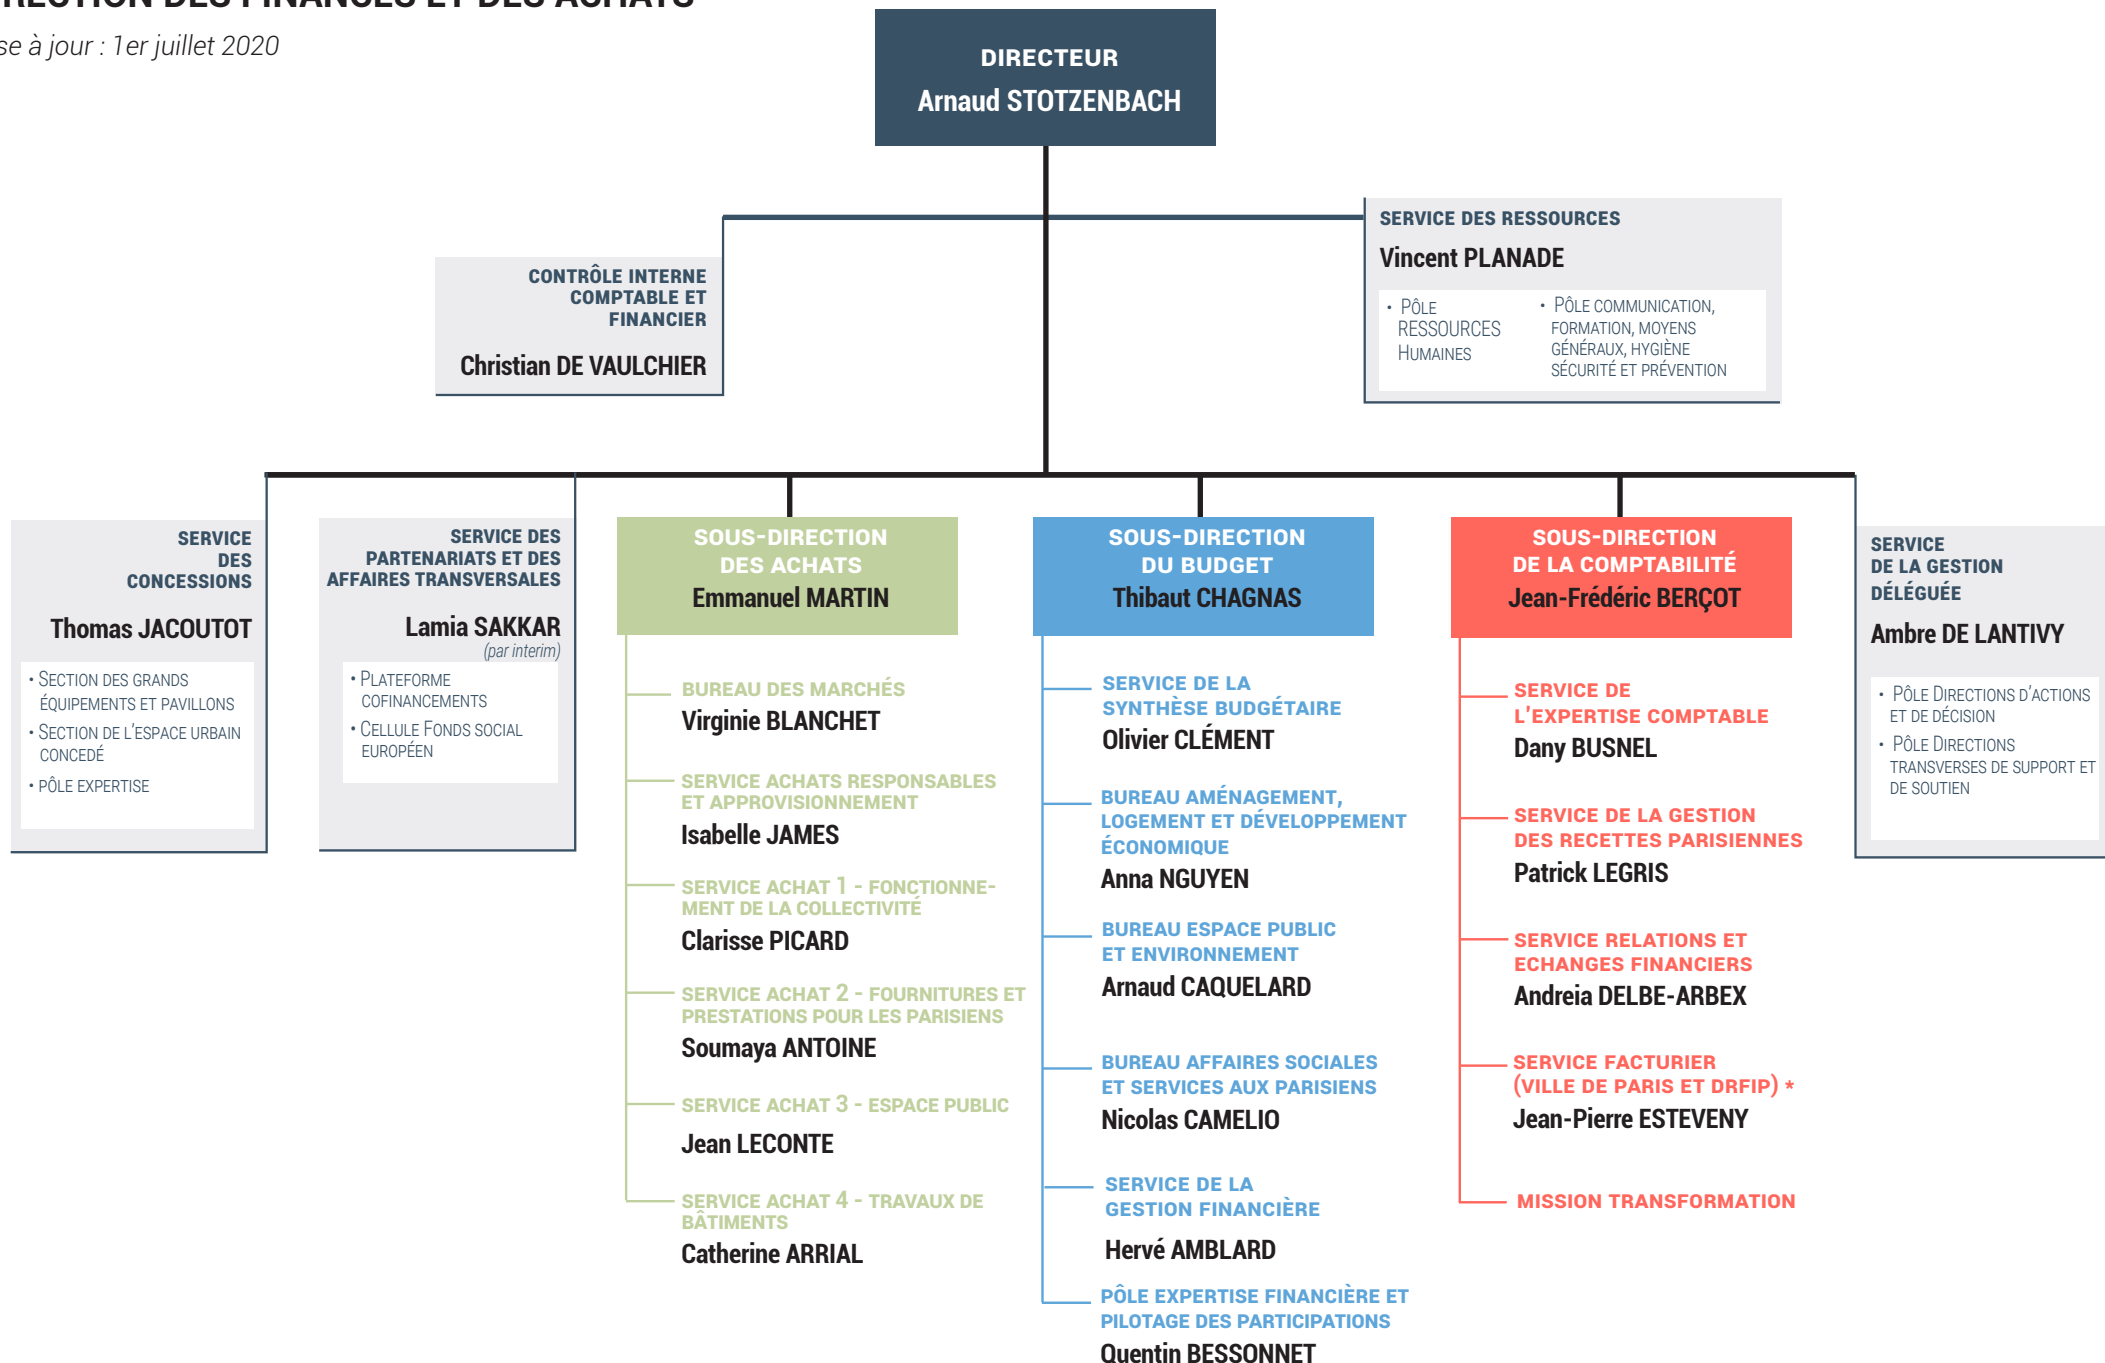 RECTION DES FINANCES ET DES ACHATS
se à jour : 1er juillet 2020
DIRECTEUR
Arnaud STOTZENBACH
CONTRÔLE INTERNE
COMPTABLE ET
FINANCIER
Christian DE VAULCHIER
SERVICE DES RESSOURCES
Vincent PLANADE
• PÔLE
RESSOURCES
HUMAINES
• PÔLE COMMUNICATION,
FORMATION, MOYENS
GÉNÉRAUX, HYGIÈNE
SÉCURITÉ ET PRÉVENTION
SERVICE
DES
CONCESSIONS
Thomas JACOUTOT
• SECTION DES GRANDS
ÉQUIPEMENTS ET PAVILLONS
• SECTION DE L'ESPACE URBAIN
CONCEDÉ
• PÔLE EXPERTISE
SERVICE DES
PARTENARIATS ET DES
AFFAIRES TRANSVERSALES
Lamia SAKKAR
(par interim)
• PLATEFORME
COFINANCEMENTS
• CELLULE FONDS SOCIAL
EUROPÉEN
SOUS-DIRECTION
DES ACHATS
Emmanuel MARTIN
BUREAU DES MARCHÉS
Virginie BLANCHET
SERVICE ACHATS RESPONSABLES
ET APPROVISIONNEMENT
Isabelle JAMES
SERVICE ACHAT 1 - FONCTIONNE-
MENT DE LA COLLECTIVITÉ
Clarisse PICARD
SERVICE ACHAT 2 - FOURNITURES ET
PRESTATIONS POUR LES PARISIENS
Soumaya ANTOINE
SERVICE ACHAT 3 - ESPACE PUBLIC
Jean LECONTE
SERVICE ACHAT 4 - TRAVAUX DE
BÂTIMENTS
Catherine ARRIAL
SOUS-DIRECTION
DU BUDGET
Thibaut CHAGNAS
SERVICE DE LA
SYNTHÈSE BUDGÉTAIRE
Olivier CLÉMENT
BUREAU AMÉNAGEMENT,
LOGEMENT ET DÉVELOPPEMENT
ÉCONOMIQUE
Anna NGUYEN
BUREAU ESPACE PUBLIC
ET ENVIRONNEMENT
Arnaud CAQUELARD
BUREAU AFFAIRES SOCIALES
ET SERVICES AUX PARISIENS
Nicolas CAMELIO
SERVICE DE LA
GESTION FINANCIÈRE
Hervé AMBLARD
PÔLE EXPERTISE FINANCIÈRE ET
PILOTAGE DES PARTICIPATIONS
Quentin BESSONNET
SOUS-DIRECTION
DE LA COMPTABILITÉ
Jean-Frédéric BERÇOT
SERVICE DE
L'EXPERTISE COMPTABLE
Dany BUSNEL
SERVICE DE LA GESTION
DES RECETTES PARISIENNES
Patrick LEGRIS
SERVICE RELATIONS ET
ECHANGES FINANCIERS
Andreia DELBE-ARBEX
SERVICE FACTURIER
(VILLE DE PARIS ET DRFIP) *
Jean-Pierre ESTEVENY
MISSION TRANSFORMATION
SERVICE
DE LA GESTION
DÉLÉGUÉE
Ambre DE LANTIVY
• PÔLE DIRECTIONS D'ACTIONS
ET DE DÉCISION
• PÔLE DIRECTIONS
TRANSVERSES DE SUPPORT ET
DE SOUTIEN